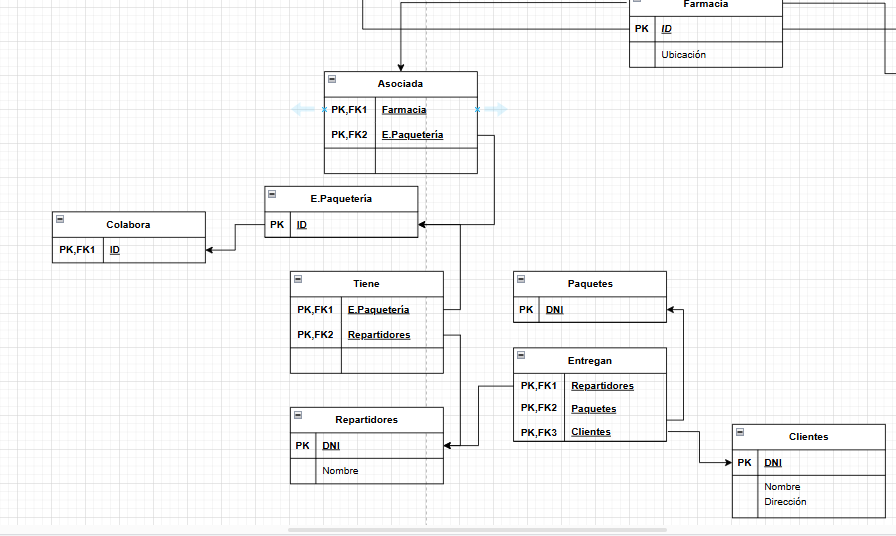 Farmacia
PK ID
Ubicación
Asociada
PK,FK1 Farmacia
PK,FK2 E.Paquetería
E.Paquetería
PK ID
Colabora
PK,FK1 ID
Tiene
PK,FK1 E.Paquetería
PK,FK2 Repartidores
Paquetes
PK DNI
Entregan
PK,FK1 Repartidores
PK,FK2 Paquetes
PK,FK3 Clientes
Repartidores
PK DNI
Nombre
Clientes
PK DNI
Nombre
Dirección